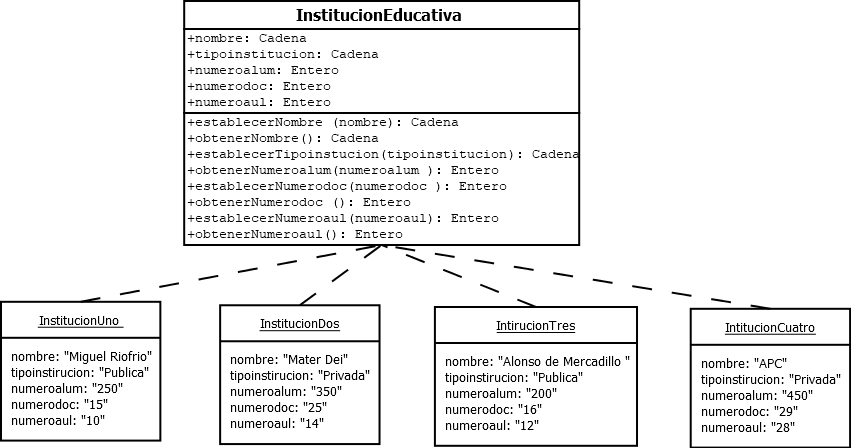 InstitucionEducativa
+nombre: Cadena
+tipoinstitucion: Cadena
+numeroalum: Entero
+numerodoc: Entero
+numeroaul: Entero
+establecerNombre (nombre): Cadena
+obtenerNombre(): Cadena
+establecerTipoinstucion(tipoinstitucion): Cadena
+obtenerNumeroalum(numeroalum ): Entero
+establecerNumerodoc(numerodoc ): Entero
+obtenerNumerodoc (): Entero
+establecerNumeroaul(numeroaul): Entero
+obtenerNumeroaul(): Entero
InstitucionUno
nombre: "Miguel Riofrio"
tipoinstirucion: "Publica"
numeroalum: "250"
numerodoc: "15"
numeroaul: "10"
InstitucionDos
nombre: "Mater Dei"
tipoinstirucion: "Privada"
numeroalum: "350"
numerodoc: "25"
numeroaul: "14"
IntirucionTres
nombre: "Alonso de Mercadillo "
tipoinstirucion: "Publica"
numeroalum: "200"
numerodoc: "16"
numeroaul: "12"
IntitucionCuatro
nombre: "APC"
tipoinstirucion: "Privada"
numeroalum: "450"
numerodoc: "29"
numeroaul: "28"